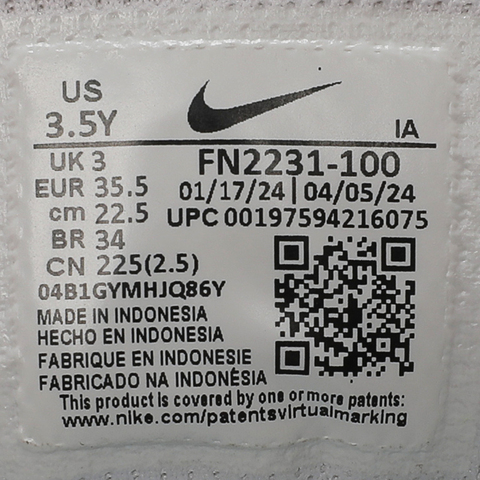 US
3.5Y
IA
UK 3
EUR 35.5
cm 22.5
BR 34
CN 225(2.5)
FN2231-100
01/17/24 | 04/05/24
UPC 00197594216075
04B1GYMHJQ86Y
MADE IN INDONESIA
HECHO EN INDONESIA
FABRIQUE EN INDONESIE
FABRICADO NA INDONÉSIA
This product is covered by one or more patents:
www.nike.com/patentsvirtualmarking